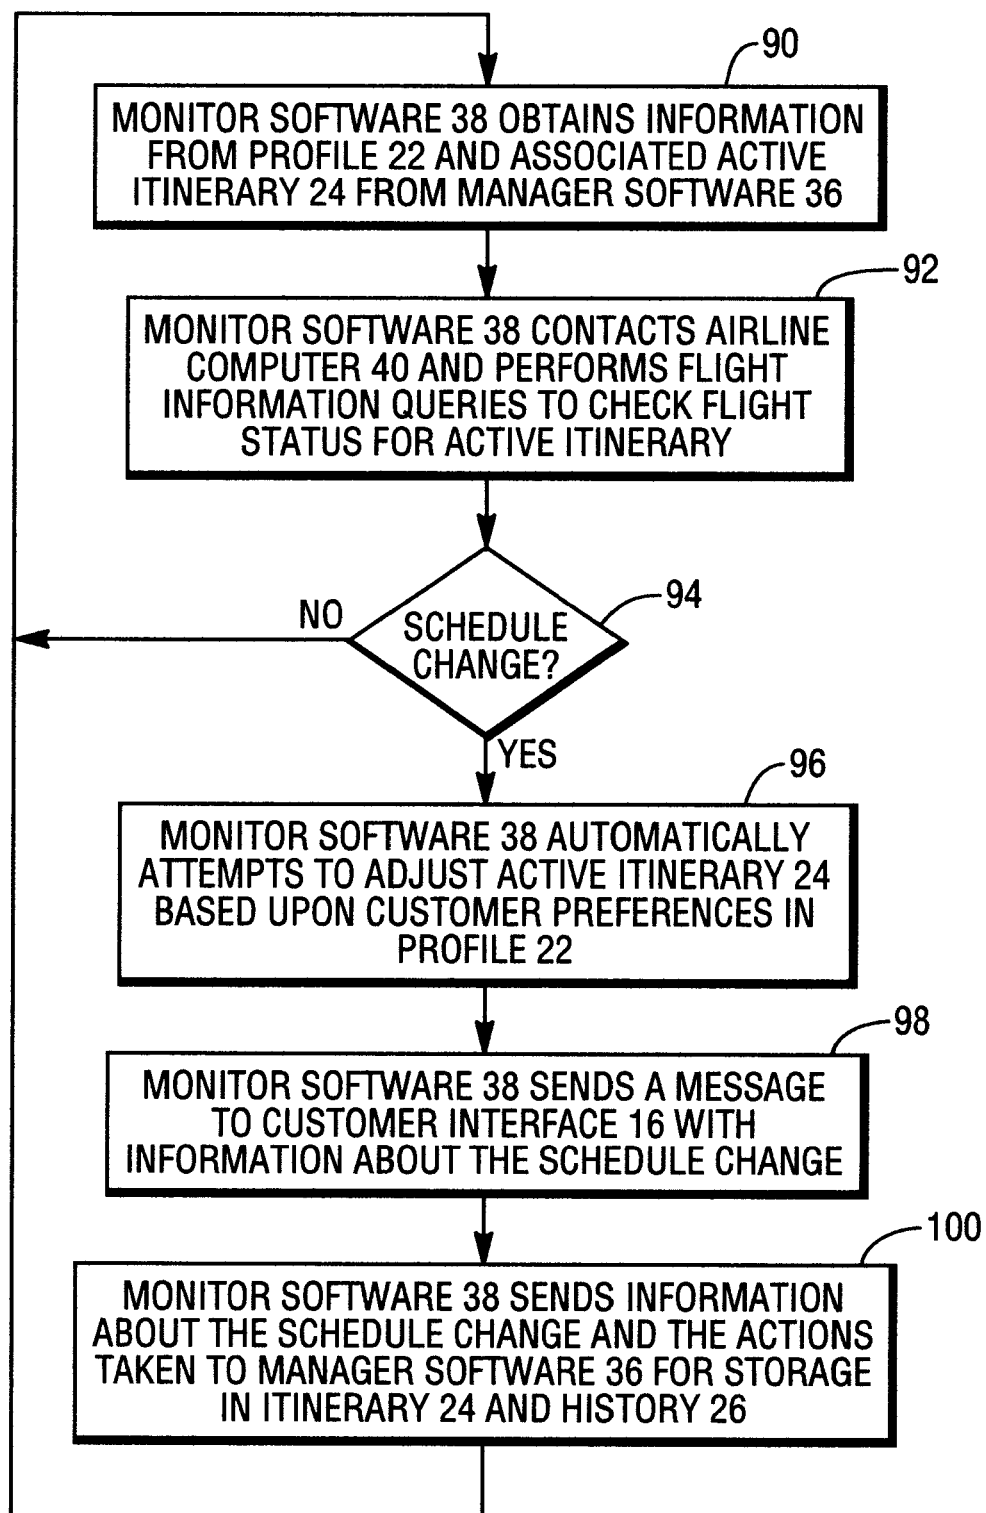 90
MONITOR SOFTWARE 38 OBTAINS INFORMATION
FROM PROFILE 22 AND ASSOCIATED ACTIVE
ITINERARY 24 FROM MANAGER SOFTWARE 36
92
MONITOR SOFTWARE 38 CONTACTS AIRLINE
COMPUTER 40 AND PERFORMS FLIGHT
INFORMATION QUERIES TO CHECK FLIGHT
STATUS FOR ACTIVE ITINERARY
94
NO
SCHEDULE
CHANGE?
YES
96
MONITOR SOFTWARE 38 AUTOMATICALLY
ATTEMPTS TO ADJUST ACTIVE ITINERARY 24
BASED UPON CUSTOMER PREFERENCES IN
PROFILE 22
98
MONITOR SOFTWARE 38 SENDS A MESSAGE
TO CUSTOMER INTERFACE 16 WITH
INFORMATION ABOUT THE SCHEDULE CHANGE
100
MONITOR SOFTWARE 38 SENDS INFORMATION
ABOUT THE SCHEDULE CHANGE AND THE ACTIONS
TAKEN TO MANAGER SOFTWARE 36 FOR STORAGE
IN ITINERARY 24 AND HISTORY 26